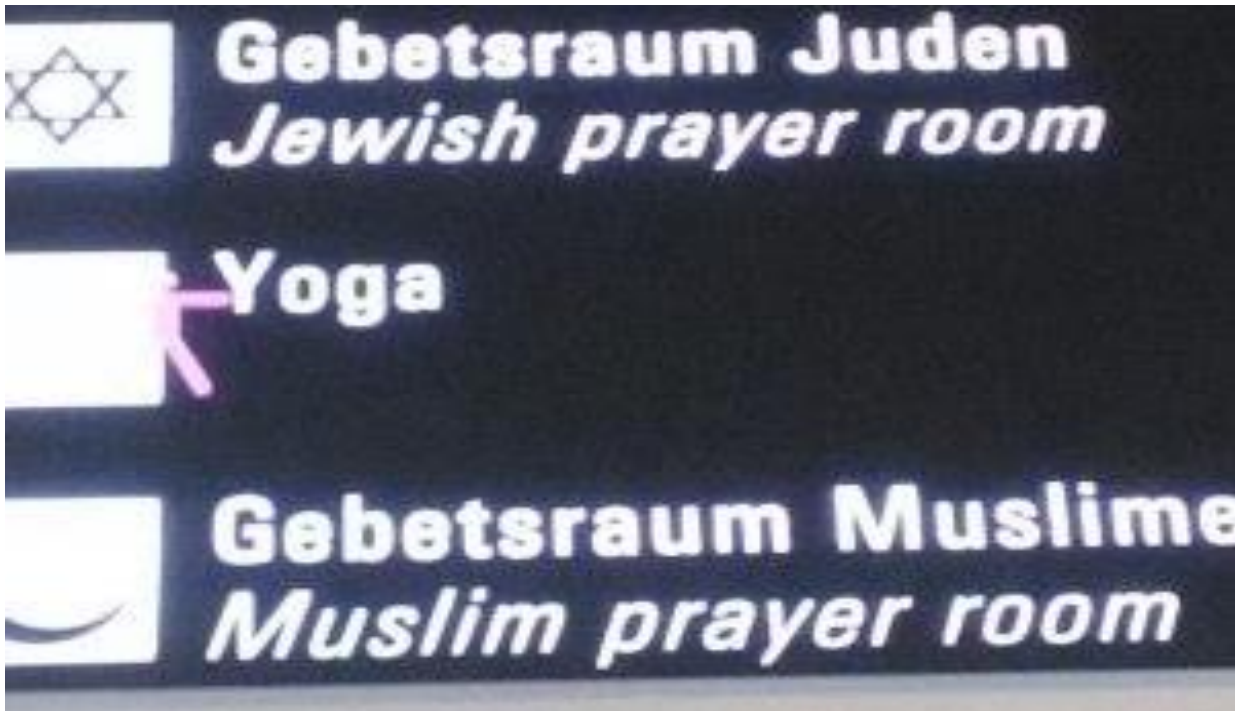 Gebetsraum Juden
Jewish prayer room
Yoga
Gebetsraum Muslime
Muslim prayer room